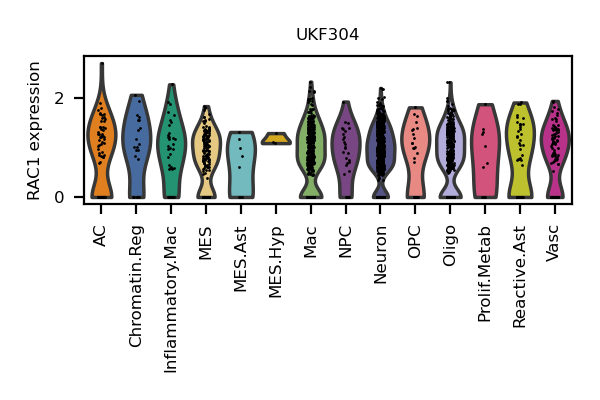 UKF304
RAC1 expression
2
0
AC
Chromatin.Reg
Inflammatory.Mac
MES
MES.Ast
MES.Hyp
Mac
NPC
Neuron
OPC
Oligo
Prolif.Metab
Reactive.Ast
Vasc